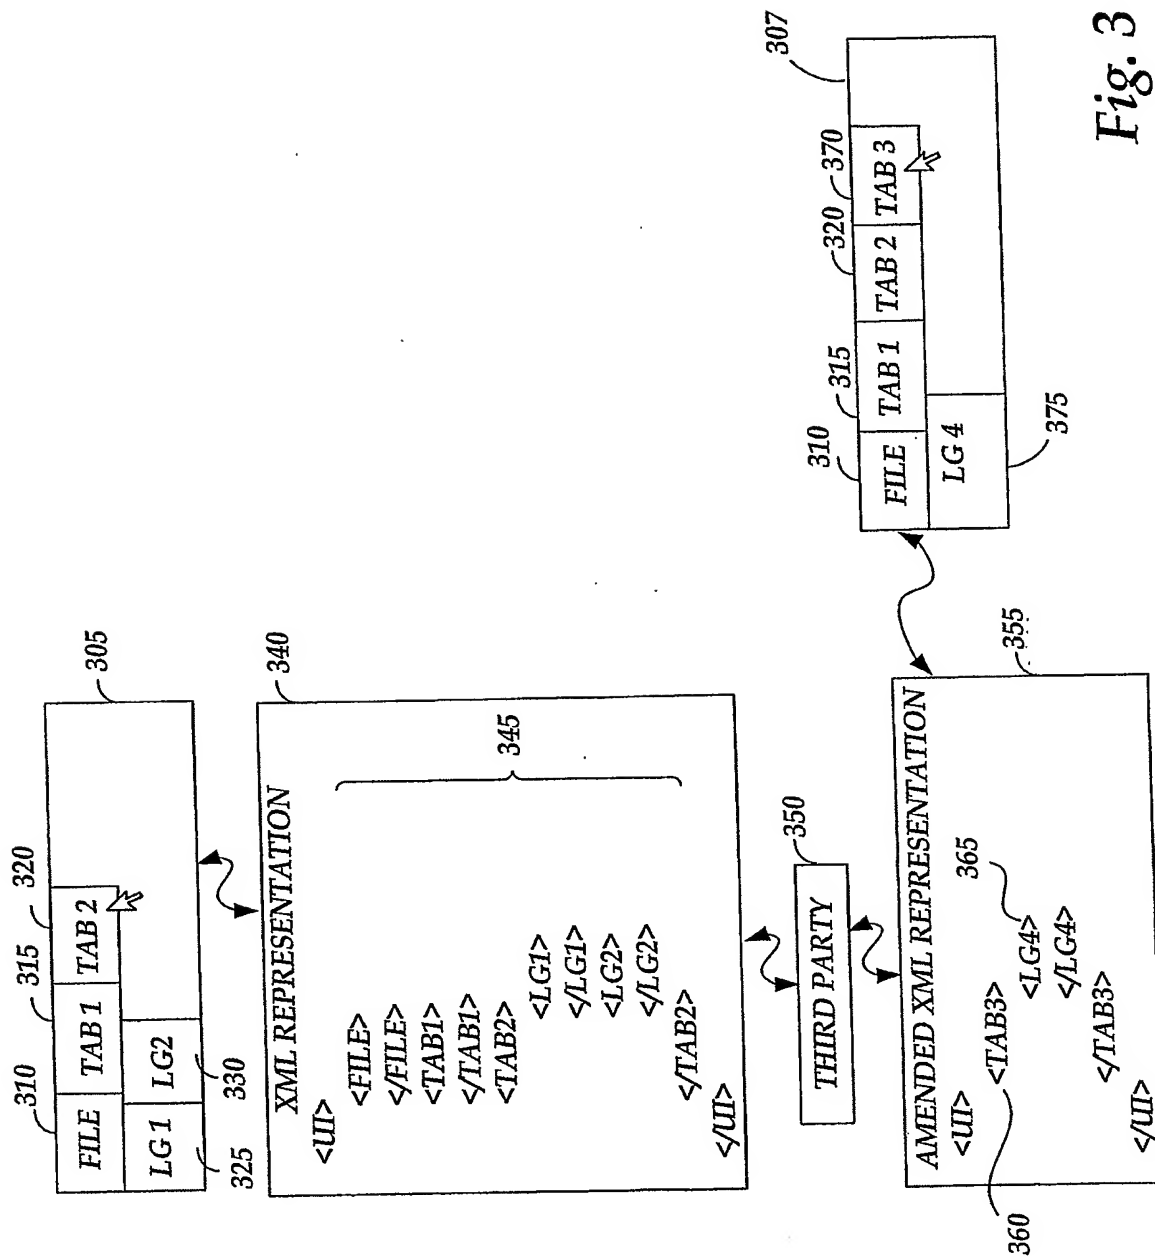 310
315
320
FILE
TAB 1
TAB 2
LG 1
LG2
325
330
305
340
XML REPRESENTATION
<UI>
<FILE>
</FILE>
<TAB1>
</TAB1>
<TAB2>
<LG1>
</LG1>
<LG2>
</LG2>
</TAB2>
</UI>
345
THIRD PARTY
350
AMENDED XML REPRESENTATION
<UI>
<TAB3>
<LG4>
</LG4>
</TAB3>
</UI>
355
360
365
310
315
320
370
307
FILE
TAB 1
TAB 2
TAB 3
LG 4
375
Fig. 3